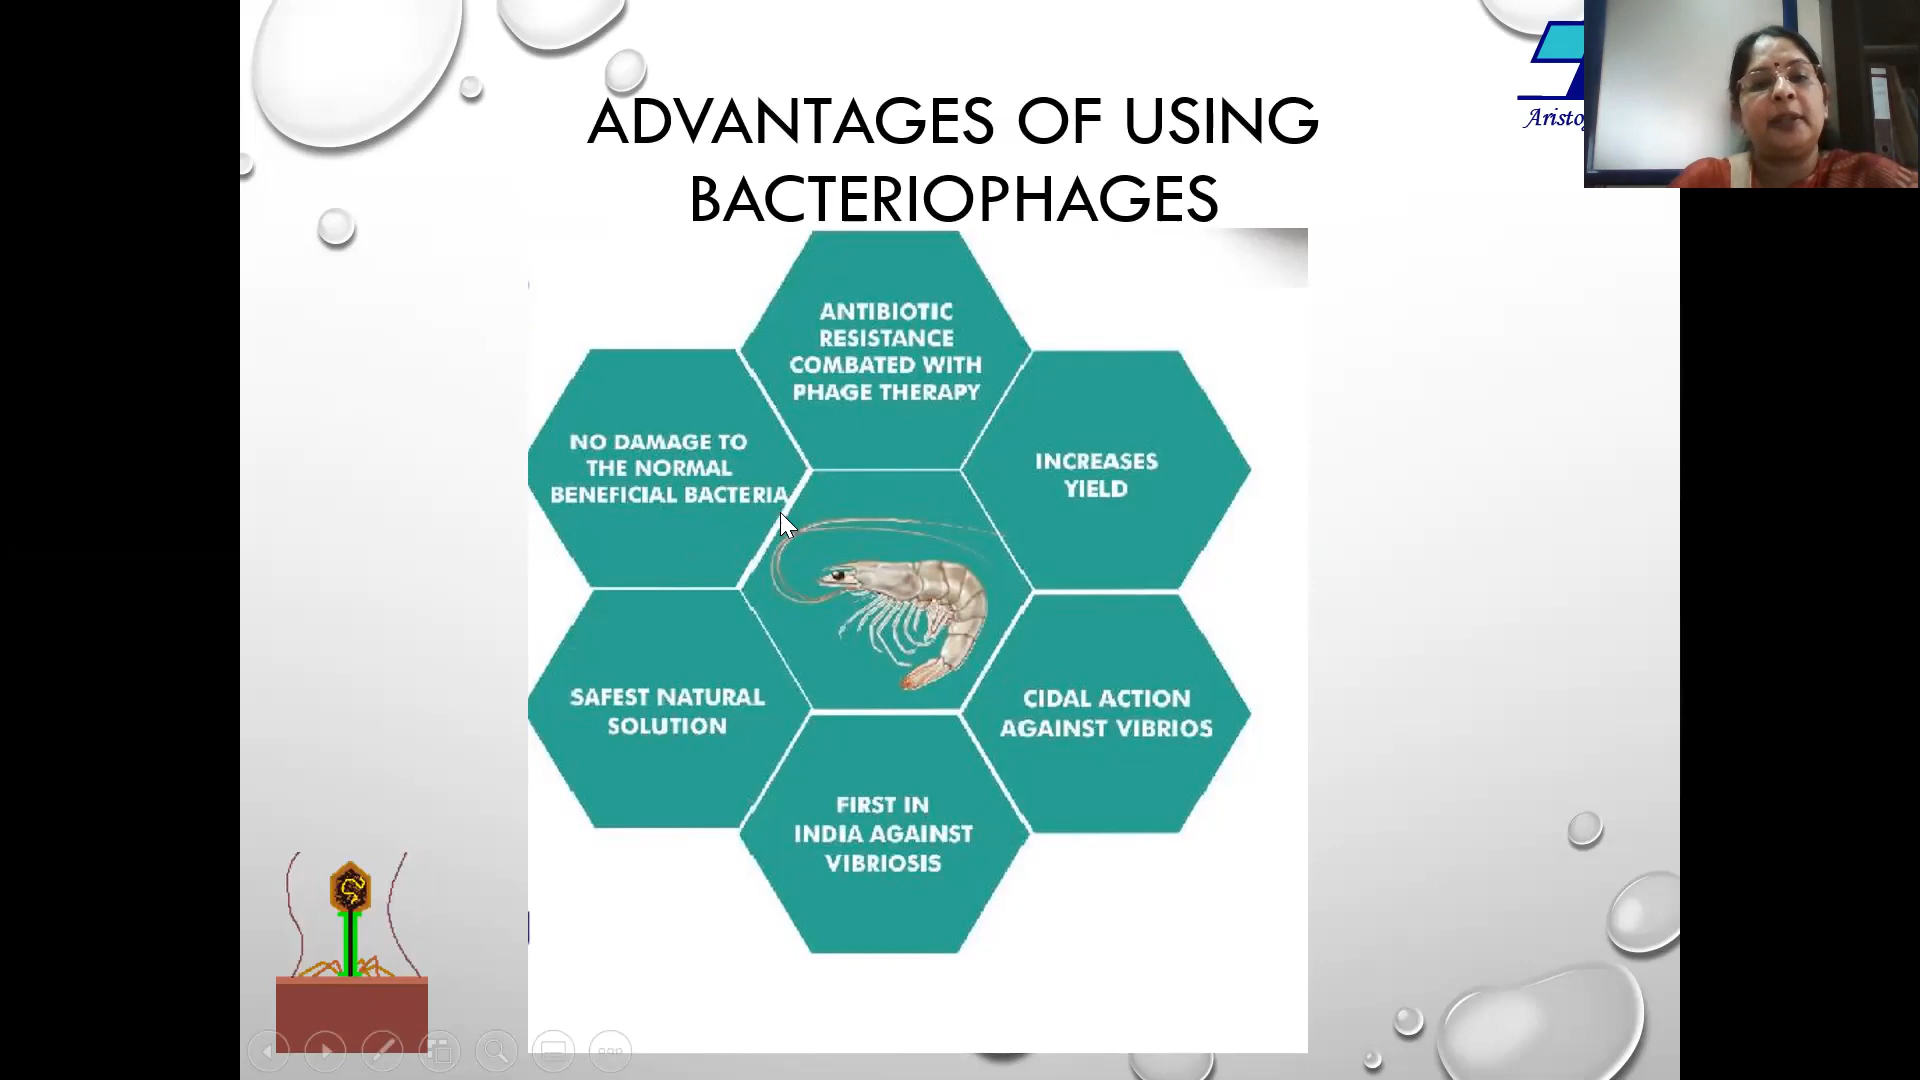 ADVANTAGES OF USING
BACTERIOPHAGES
ANTIBIOTIC
RESISTANCE
COMBATED WITH
PHAGE THERAPY
NO DAMAGE TO
THE NORMAL
BENEFICIAL BACTERIA
INCREASES
YIELD
SAFEST NATURAL
SOLUTION
CIDAL ACTION
AGAINST VIBRIOS
FIRST IN
INDIA AGAINST
VIBRIOSIS